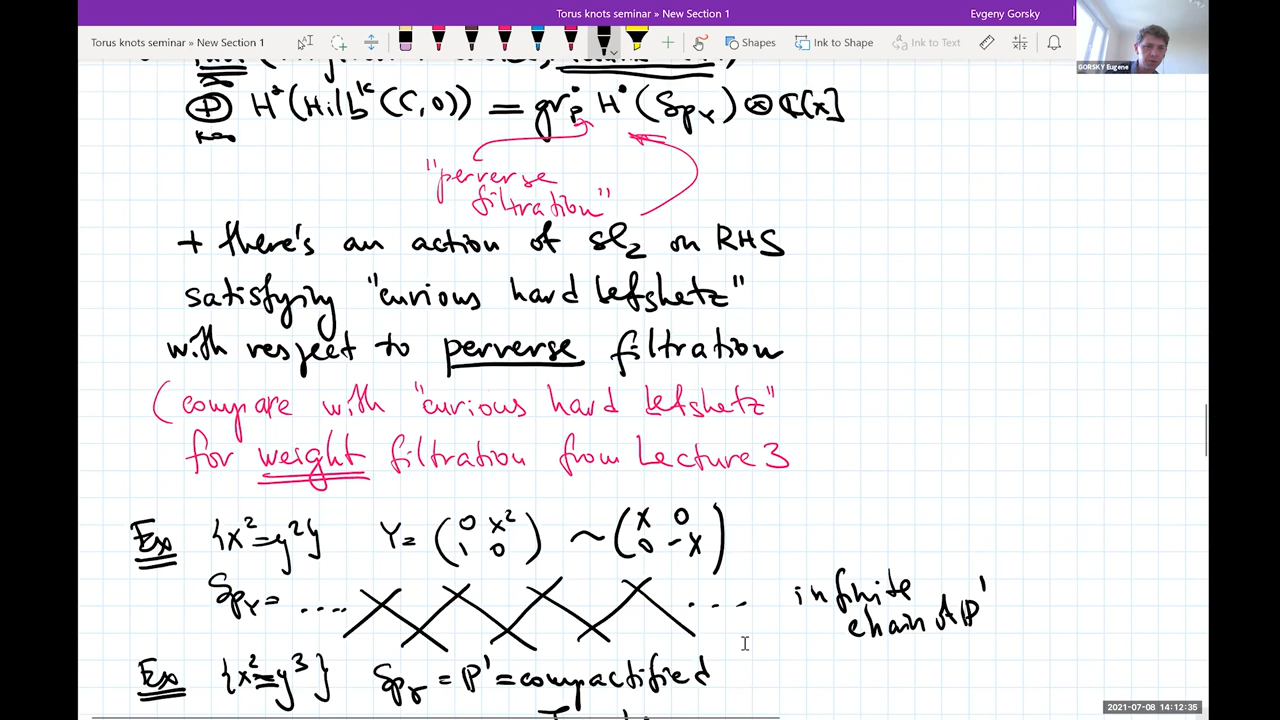 Torus knots seminar » New Section 1
Evgeny Gorsky
Torus knots seminar » New Section 1
Shapes
Ink to Shape
Ink to Text
GORSKY Eugene
⊕ H*(Hilb^k(C,0)) = gr_P^• H^•(Sp_Y) ⊗ ℂ[x]
"perverse
filtration"
+ there's an action of sl_2 on RHS
satisfying "curious hard Lefshetz"
with respect to perverse filtration
(compare with "curious hard Lefshetz"
for weight filtration from Lecture 3
Ex {x^2=y^2} Y = (0 x^2 1 0) ~ (x 0 0 -x)
Sp_Y = .... ...
infinite
chain of P^1
Ex {x^2=y^3} Sp_Y = P^1 = compactified
2021-07-08 14:12:35